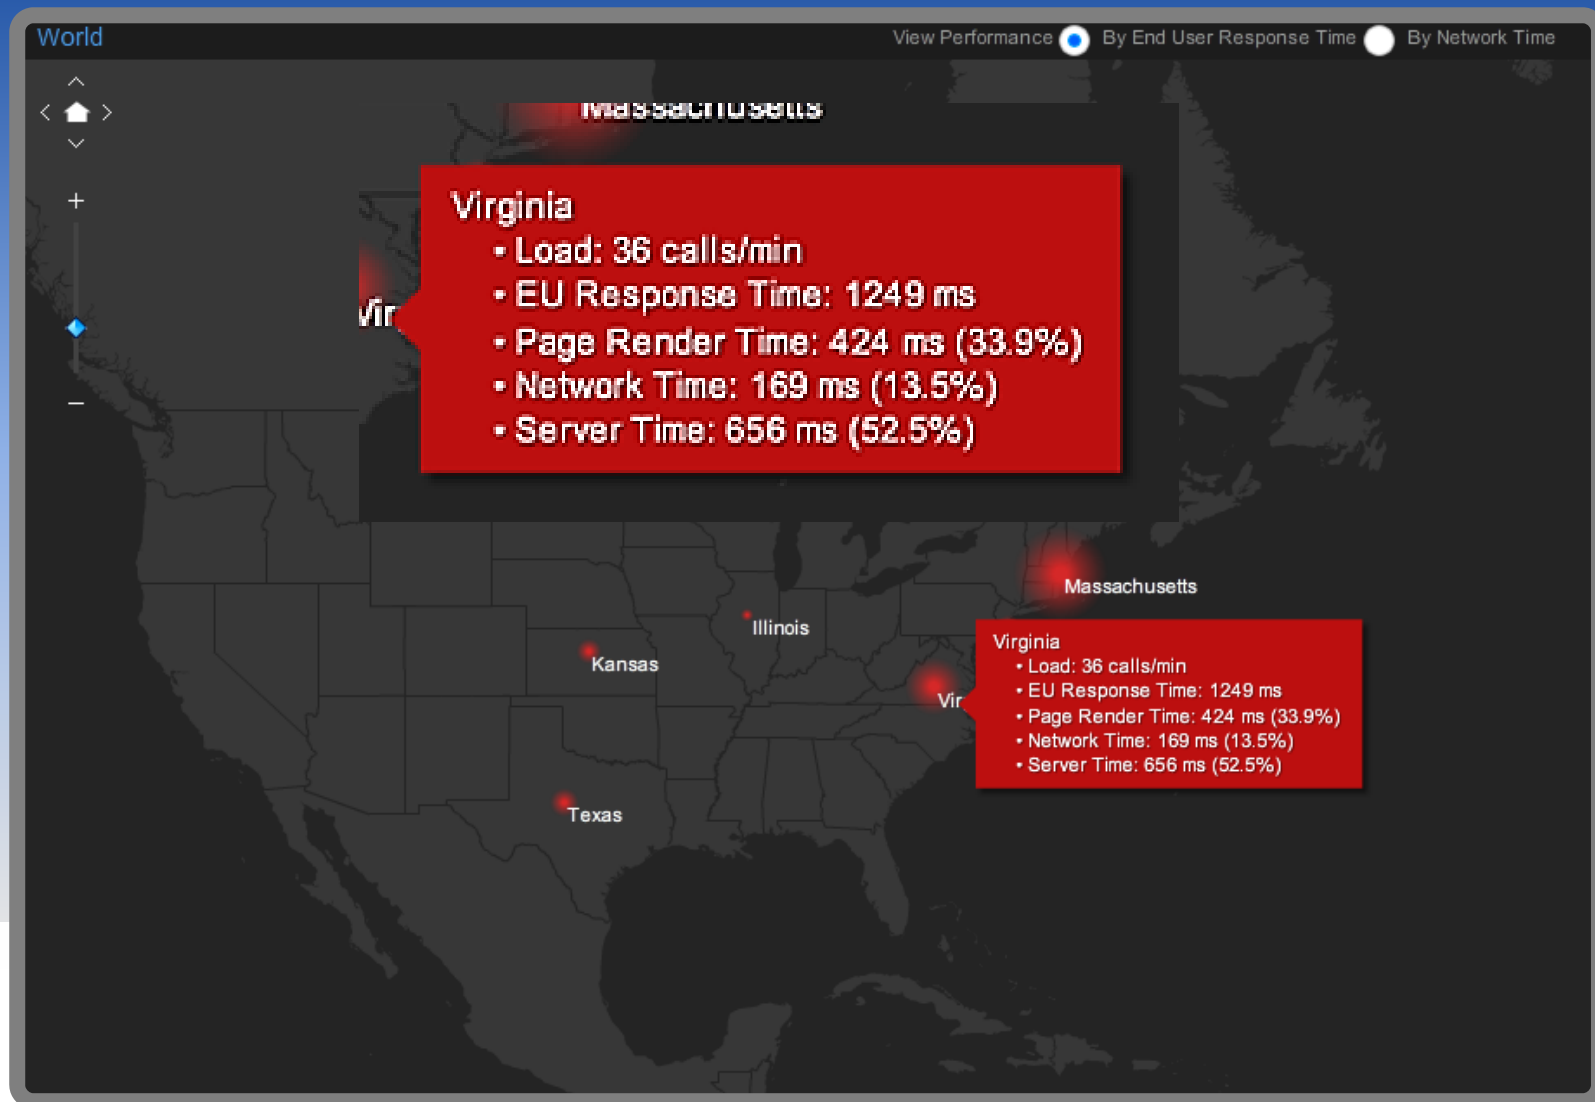 World
View Performance By End User Response Time By Network Time
Massachusetts
Virginia
• Load: 36 calls/min
• EU Response Time: 1249 ms
• Page Render Time: 424 ms (33.9%)
• Network Time: 169 ms (13.5%)
• Server Time: 656 ms (52.5%)
Vir
Massachusetts
Illinois
Kansas
Virginia
• Load: 36 calls/min
• EU Response Time: 1249 ms
• Page Render Time: 424 ms (33.9%)
• Network Time: 169 ms (13.5%)
• Server Time: 656 ms (52.5%)
Vir
Texas